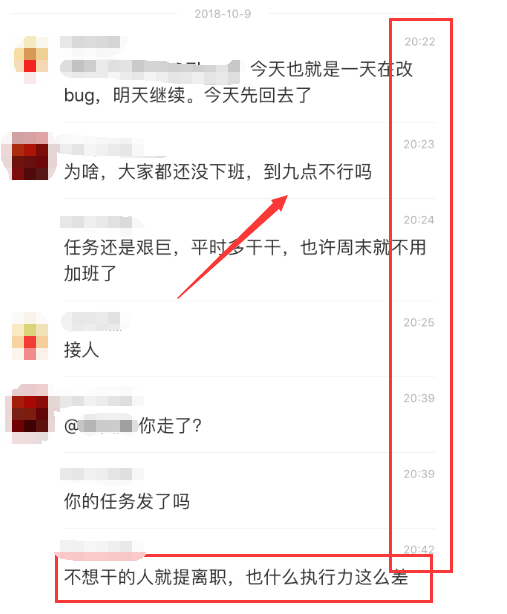 2018-10-9
20:22
今天也就是一天在改
bug，明天继续。今天先回去了
20:23
为啥，大家都还没下班，到九点不行吗
20:24
任务还是艰巨，平时多干干，也许周末就不用
加班了
20:25
接人
20:39
@ 你走了？
20:39
你的任务发了吗
20:42
不想干的人就提离职，也什么执行力这么差